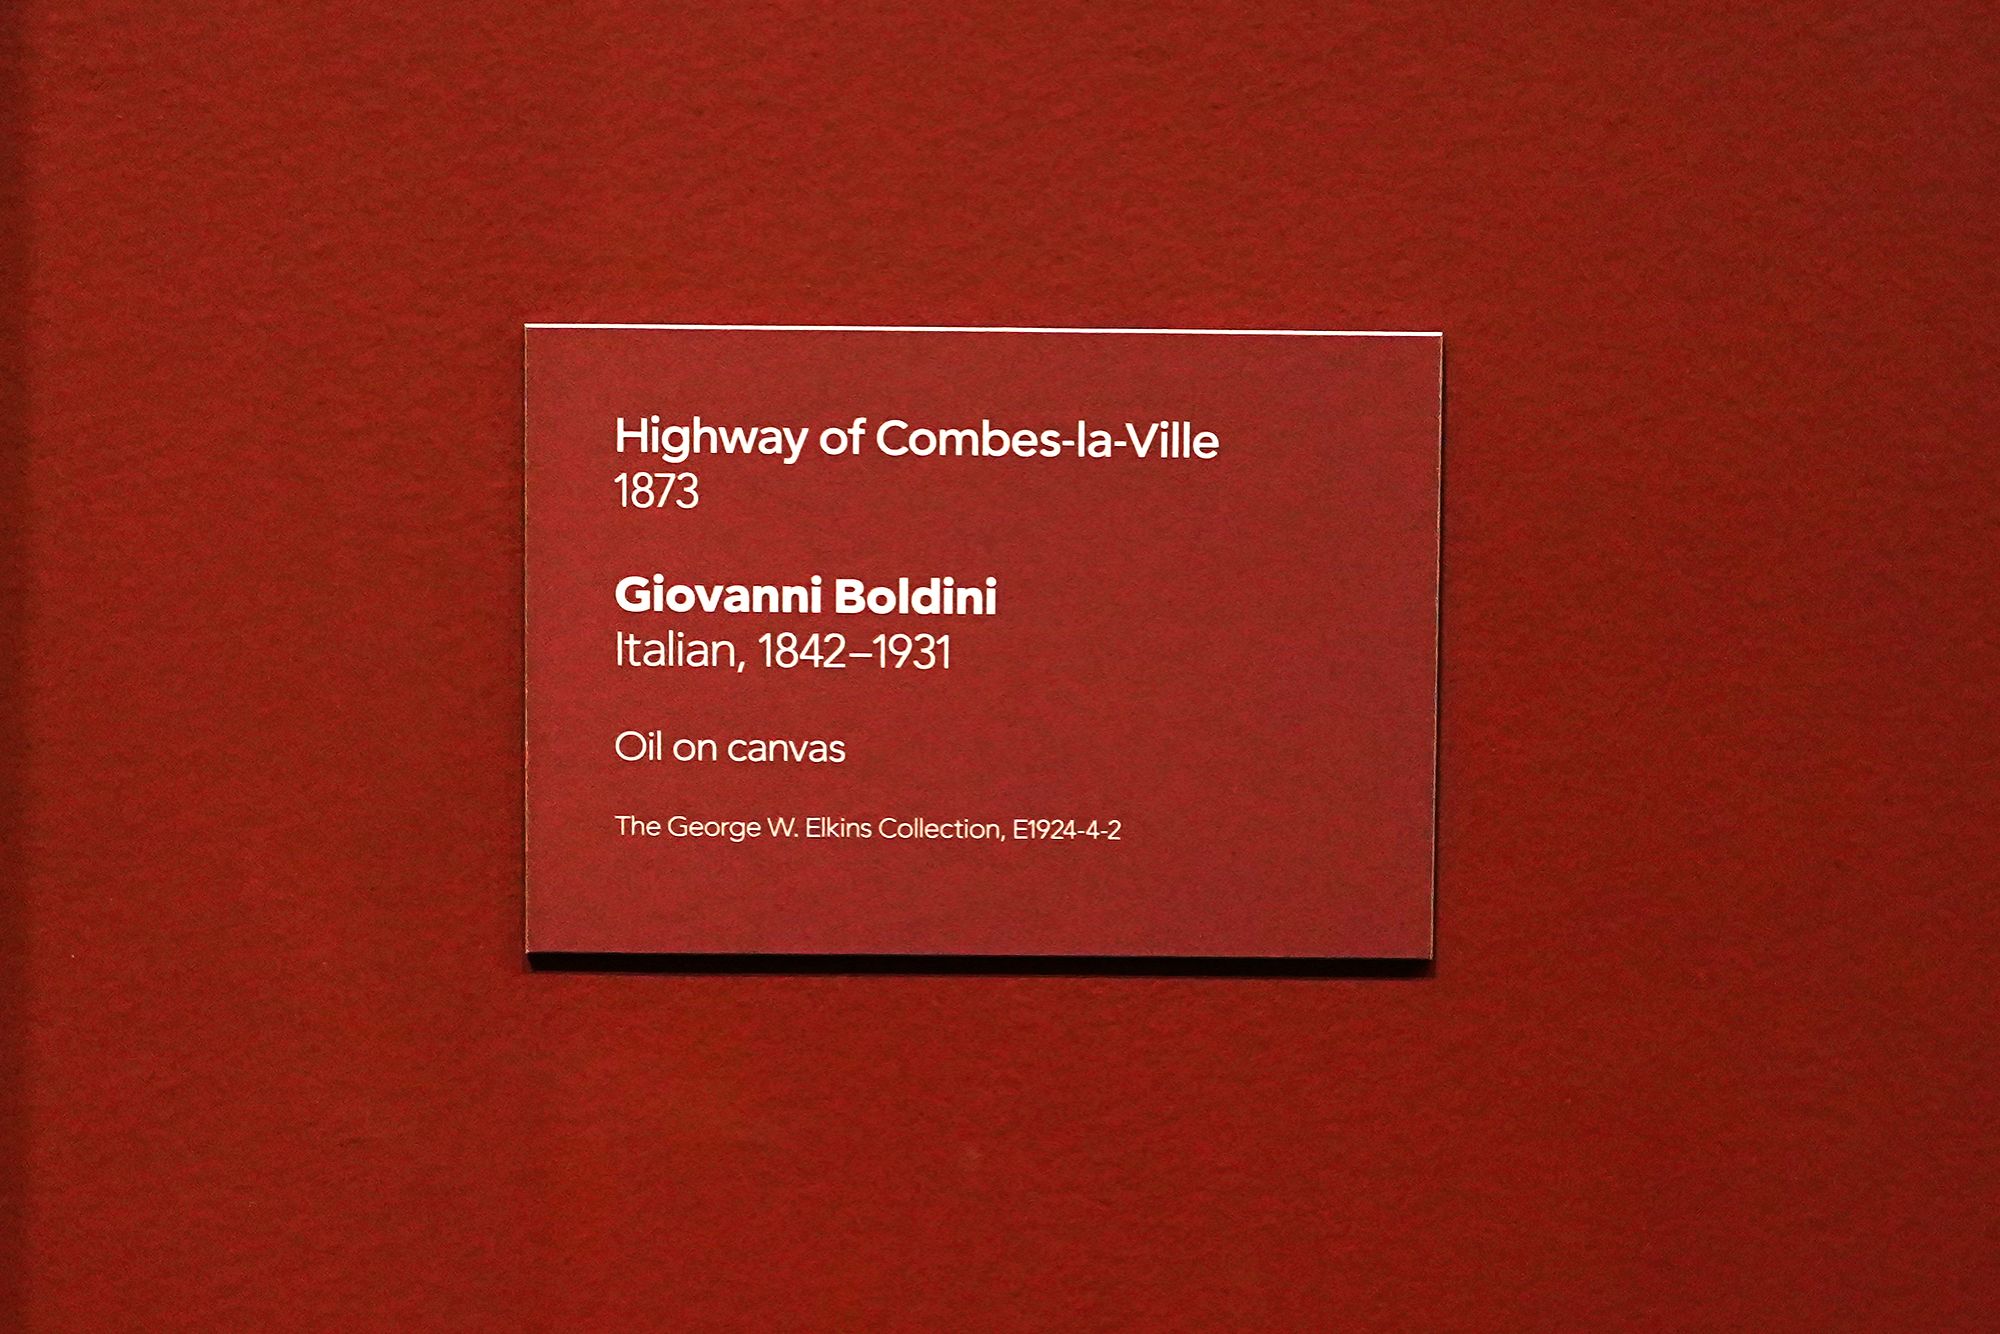 Highway of Combes-la-Ville
1873
Giovanni Boldini
Italian, 1842–1931
Oil on canvas
The George W. Elkins Collection, E1924-4-2